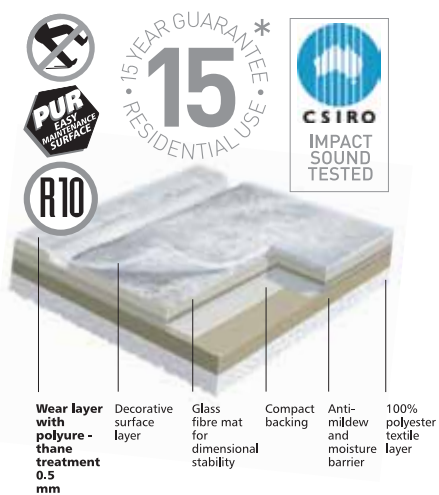 15 YEAR GUARANTEE
15*
RESIDENTIAL USE
PUR
EASY
MAINTENANCE
SURFACE
R10
CSIRO
IMPACT
SOUND
TESTED
Wear layer
with
polyure -
thane
treatment
0.5
mm
Decorative
surface
layer
Glass
fibre mat
for
dimensional
stability
Compact
backing
Anti-
mildew
and
moisture
barrier
100%
polyester
textile
layer